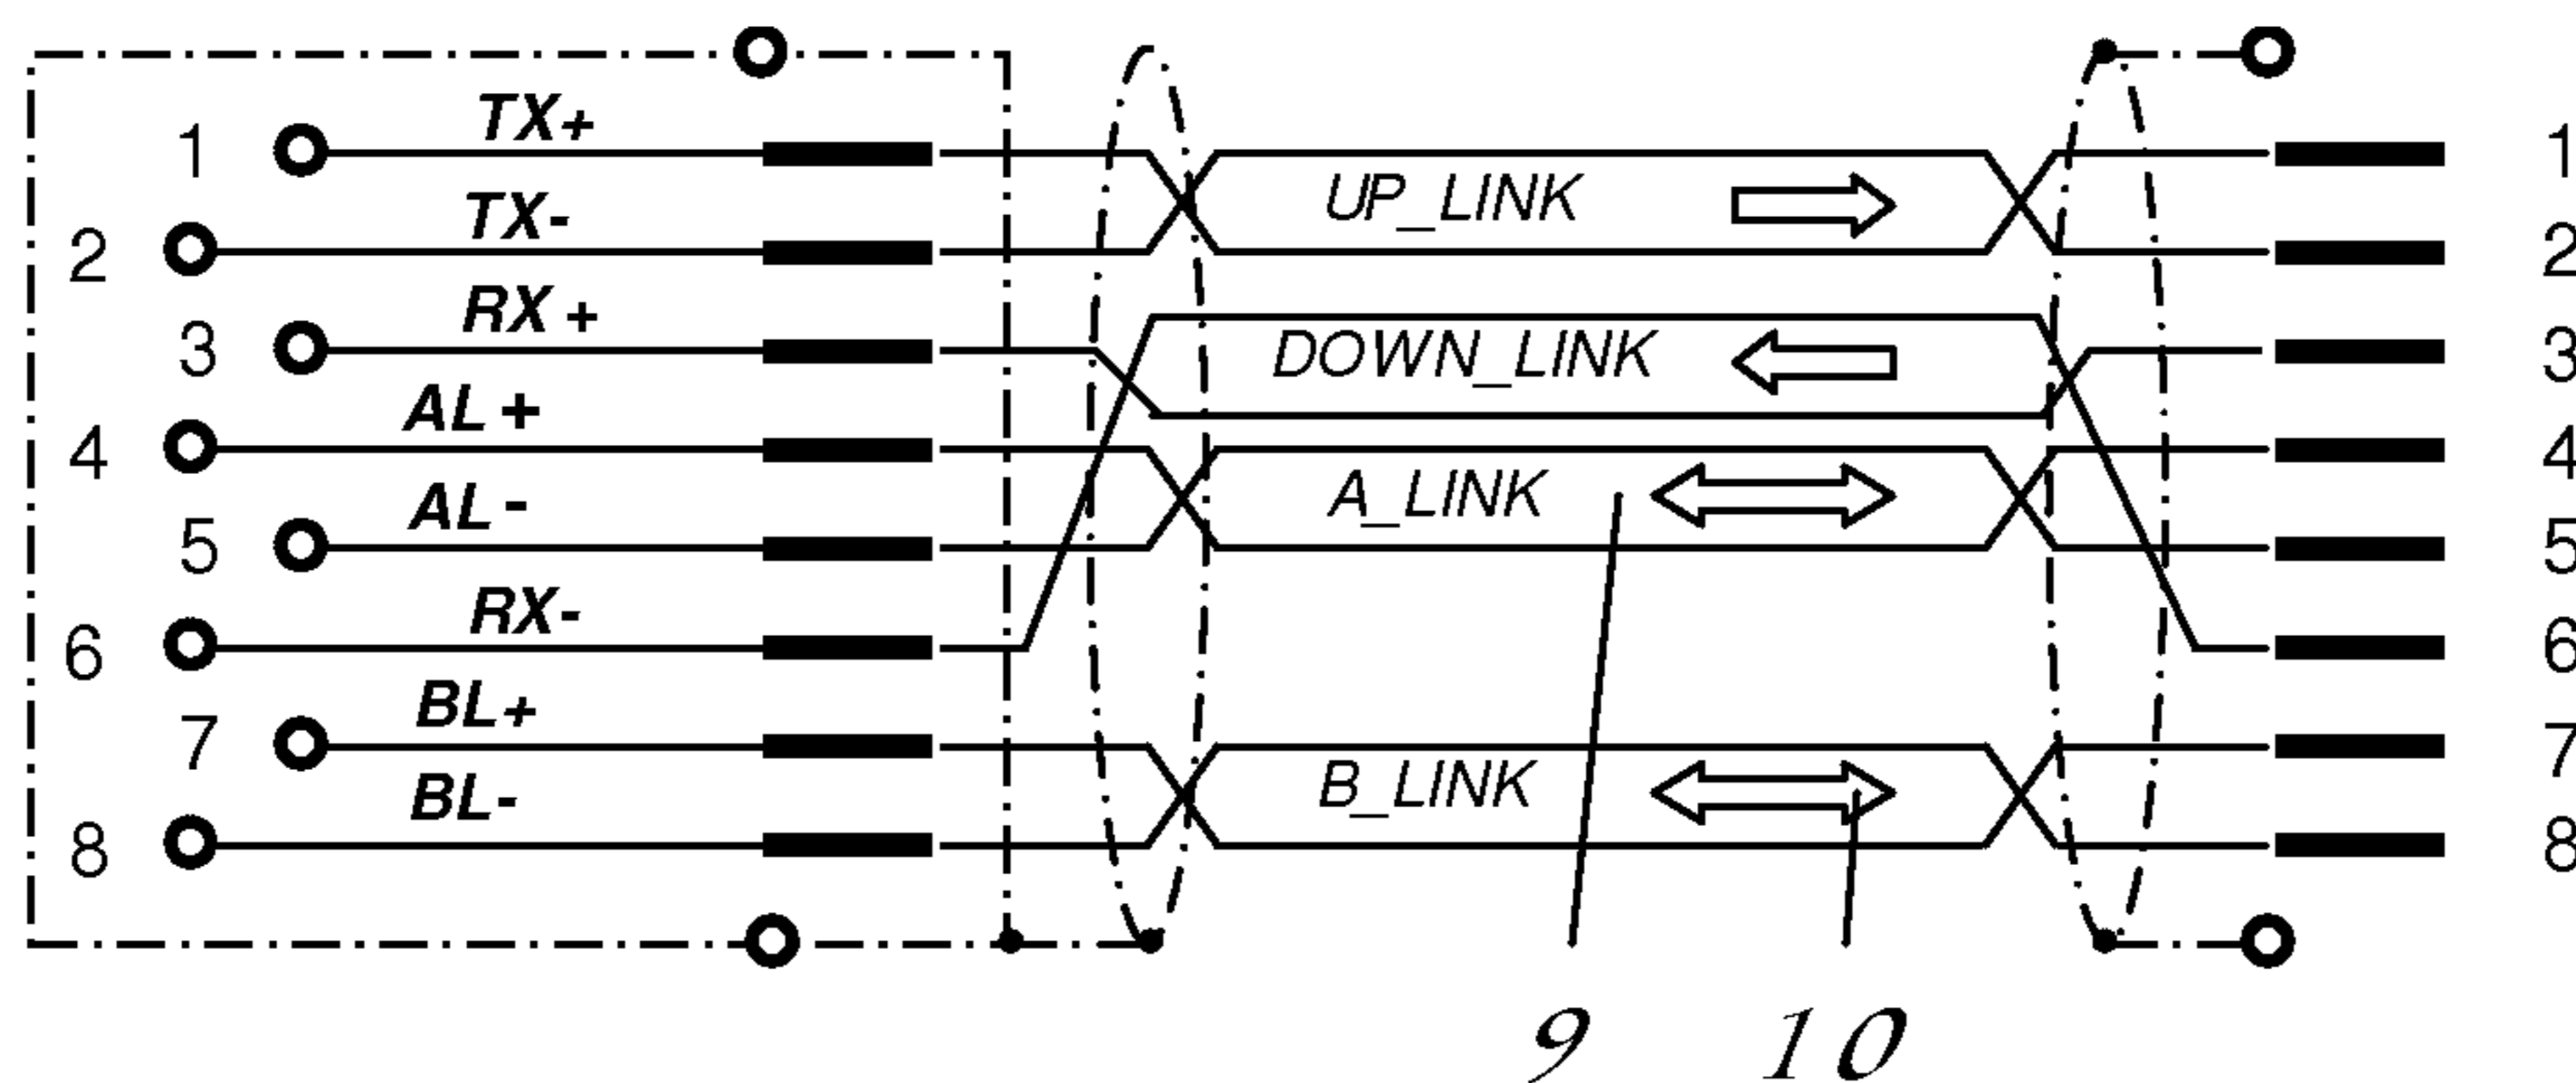 1 TX+ 1
TX- UP_LINK
2 2
RX+
3 DOWN_LINK 3
AL+
4 4
AL- A_LINK
5 5
RX-
6 6
BL+
7 7
BL- B_LINK
8 8
9 10